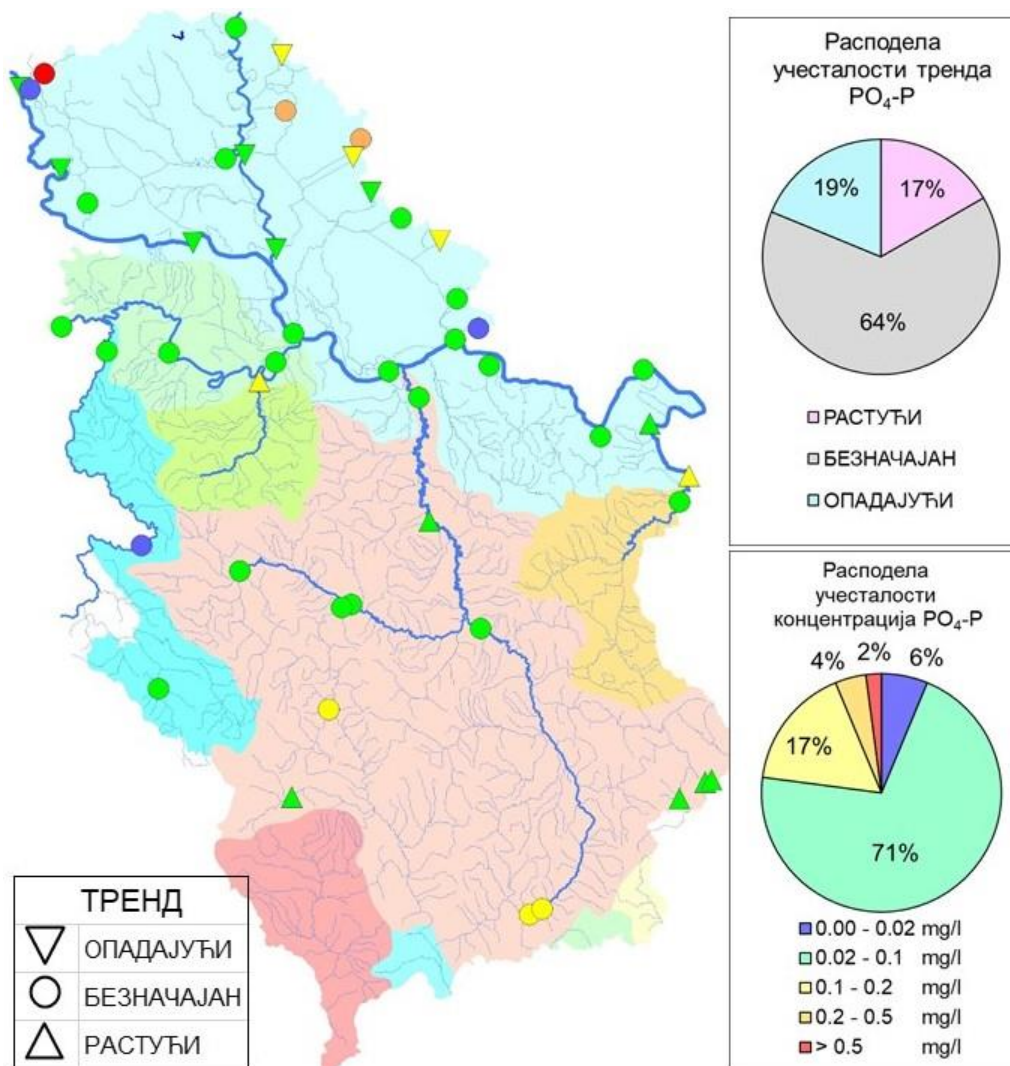 Расподела
учесталости тренда
PO₄-P
19%
17%
64%
РАСТУЋИ
БЕЗНАЧАЈАН
ОПАДАЈУЋИ
Расподела
учесталости
концентрација PO₄-P
4%
2%
6%
17%
71%
0.00 - 0.02 mg/l
0.02 - 0.1 mg/l
0.1 - 0.2 mg/l
0.2 - 0.5 mg/l
> 0.5 mg/l
ТРЕНД
ОПАДАЈУЋИ
БЕЗНАЧАЈАН
РАСТУЋИ